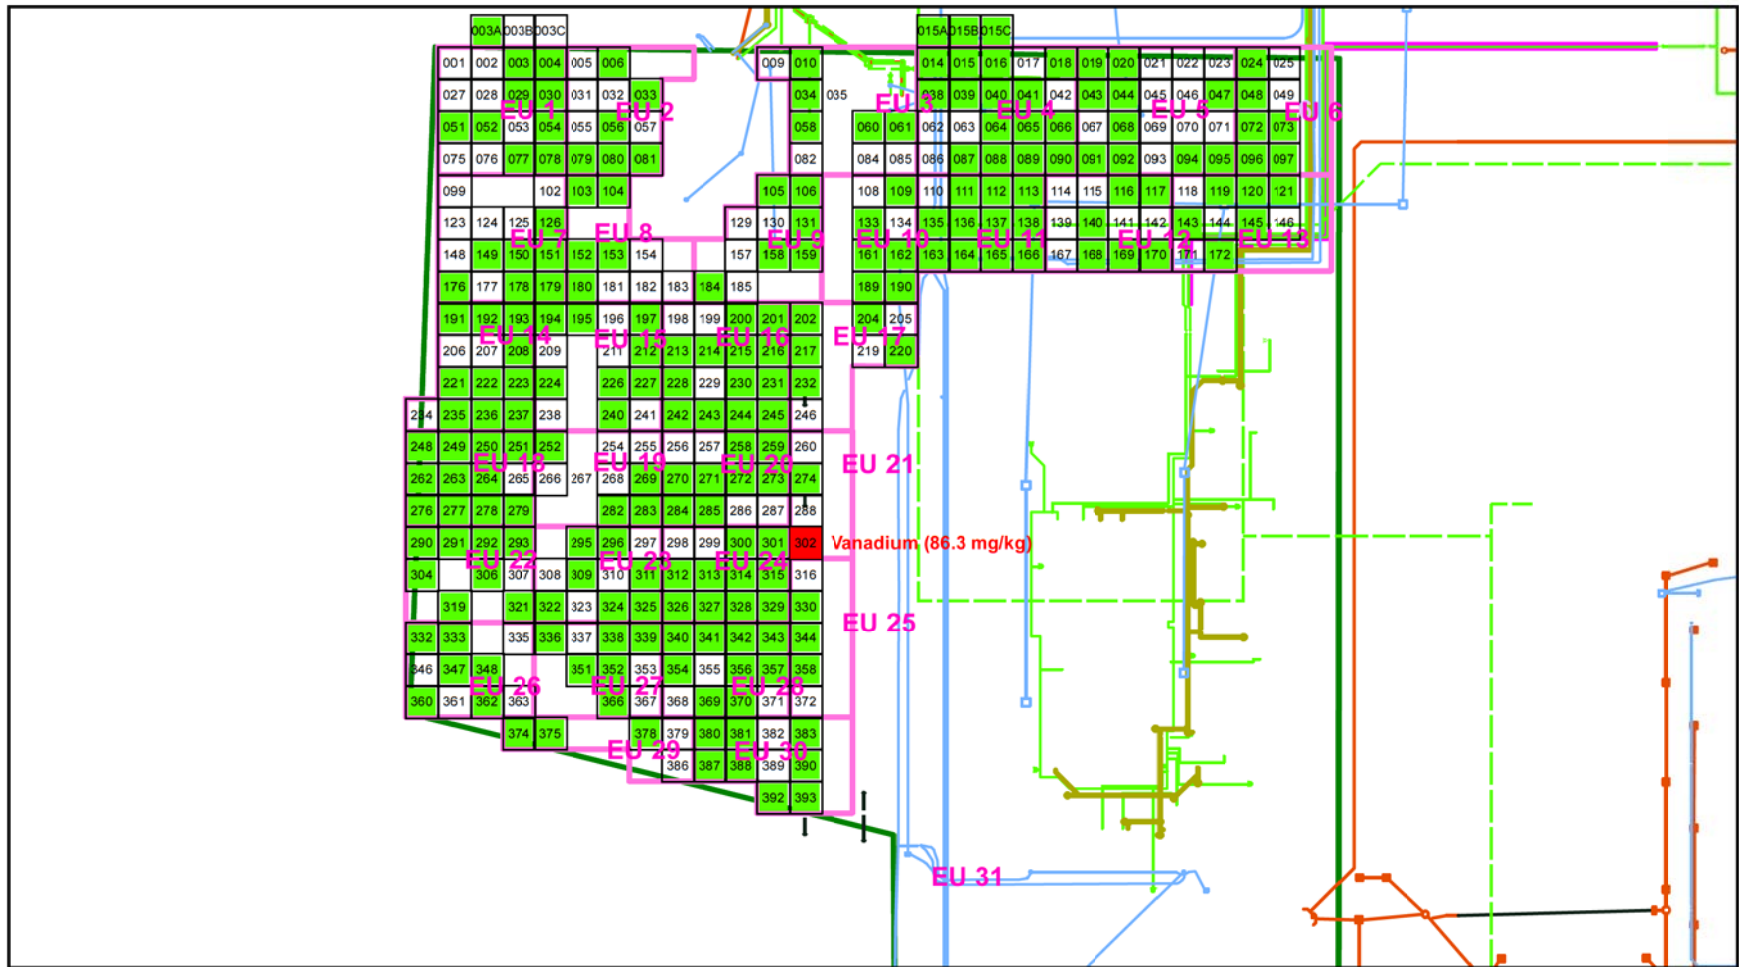 003A 003B 003C 015A 015B 015C
001 002 003 004 005 006 009 010 014 015 016 017 018 019 020 021 022 023 024 025
027 028 029 030 031 032 033 034 035 038 039 040 041 042 043 044 045 046 047 048 049
EU 1 EU 2 EU 3 EU 4 EU 5 EU 6
051 052 053 054 055 056 057 058 060 061 062 063 064 065 066 067 068 069 070 071 072 073
075 076 077 078 079 080 081 082 084 085 086 087 088 089 090 091 092 093 094 095 096 097
099 102 103 104 105 106 108 109 110 111 112 113 114 115 116 117 118 119 120 121
123 124 125 126 129 130 131 133 134 135 136 137 138 139 140 141 142 143 144 145 146
EU 7 EU 8 EU 9 EU 10 EU 11 EU 12 EU 13
148 149 150 151 152 153 154 157 158 159 161 162 163 164 165 166 167 168 169 170 171 172
176 177 178 179 180 181 182 183 184 185 189 190
191 192 193 194 195 196 197 198 199 200 201 202 204 205
EU 14 EU 15 EU 16 EU 17
206 207 208 209 211 212 213 214 215 216 217 219 220
221 222 223 224 226 227 228 229 230 231 232
234 235 236 237 238 240 241 242 243 244 245 246
248 249 250 251 252 254 255 256 257 258 259 260
EU 18 EU 19 EU 20 EU 21
262 263 264 265 266 267 268 269 270 271 272 273 274
276 277 278 279 282 283 284 285 286 287 288
290 291 292 293 295 296 297 298 299 300 301 302 Vanadium (86.3 mg/kg)
EU 22 EU 23 EU 24
304 306 307 308 309 310 311 312 313 314 315 316
319 321 322 323 324 325 326 327 328 329 330
EU 25
332 333 335 336 337 338 339 340 341 342 343 344
346 347 348 351 352 353 354 355 356 357 358
EU 26 EU 27 EU 28
360 361 362 363 366 367 368 369 370 371 372
374 375 378 379 380 381 382 383
EU 29 EU 30
386 387 388 389 390
392 393
EU 31